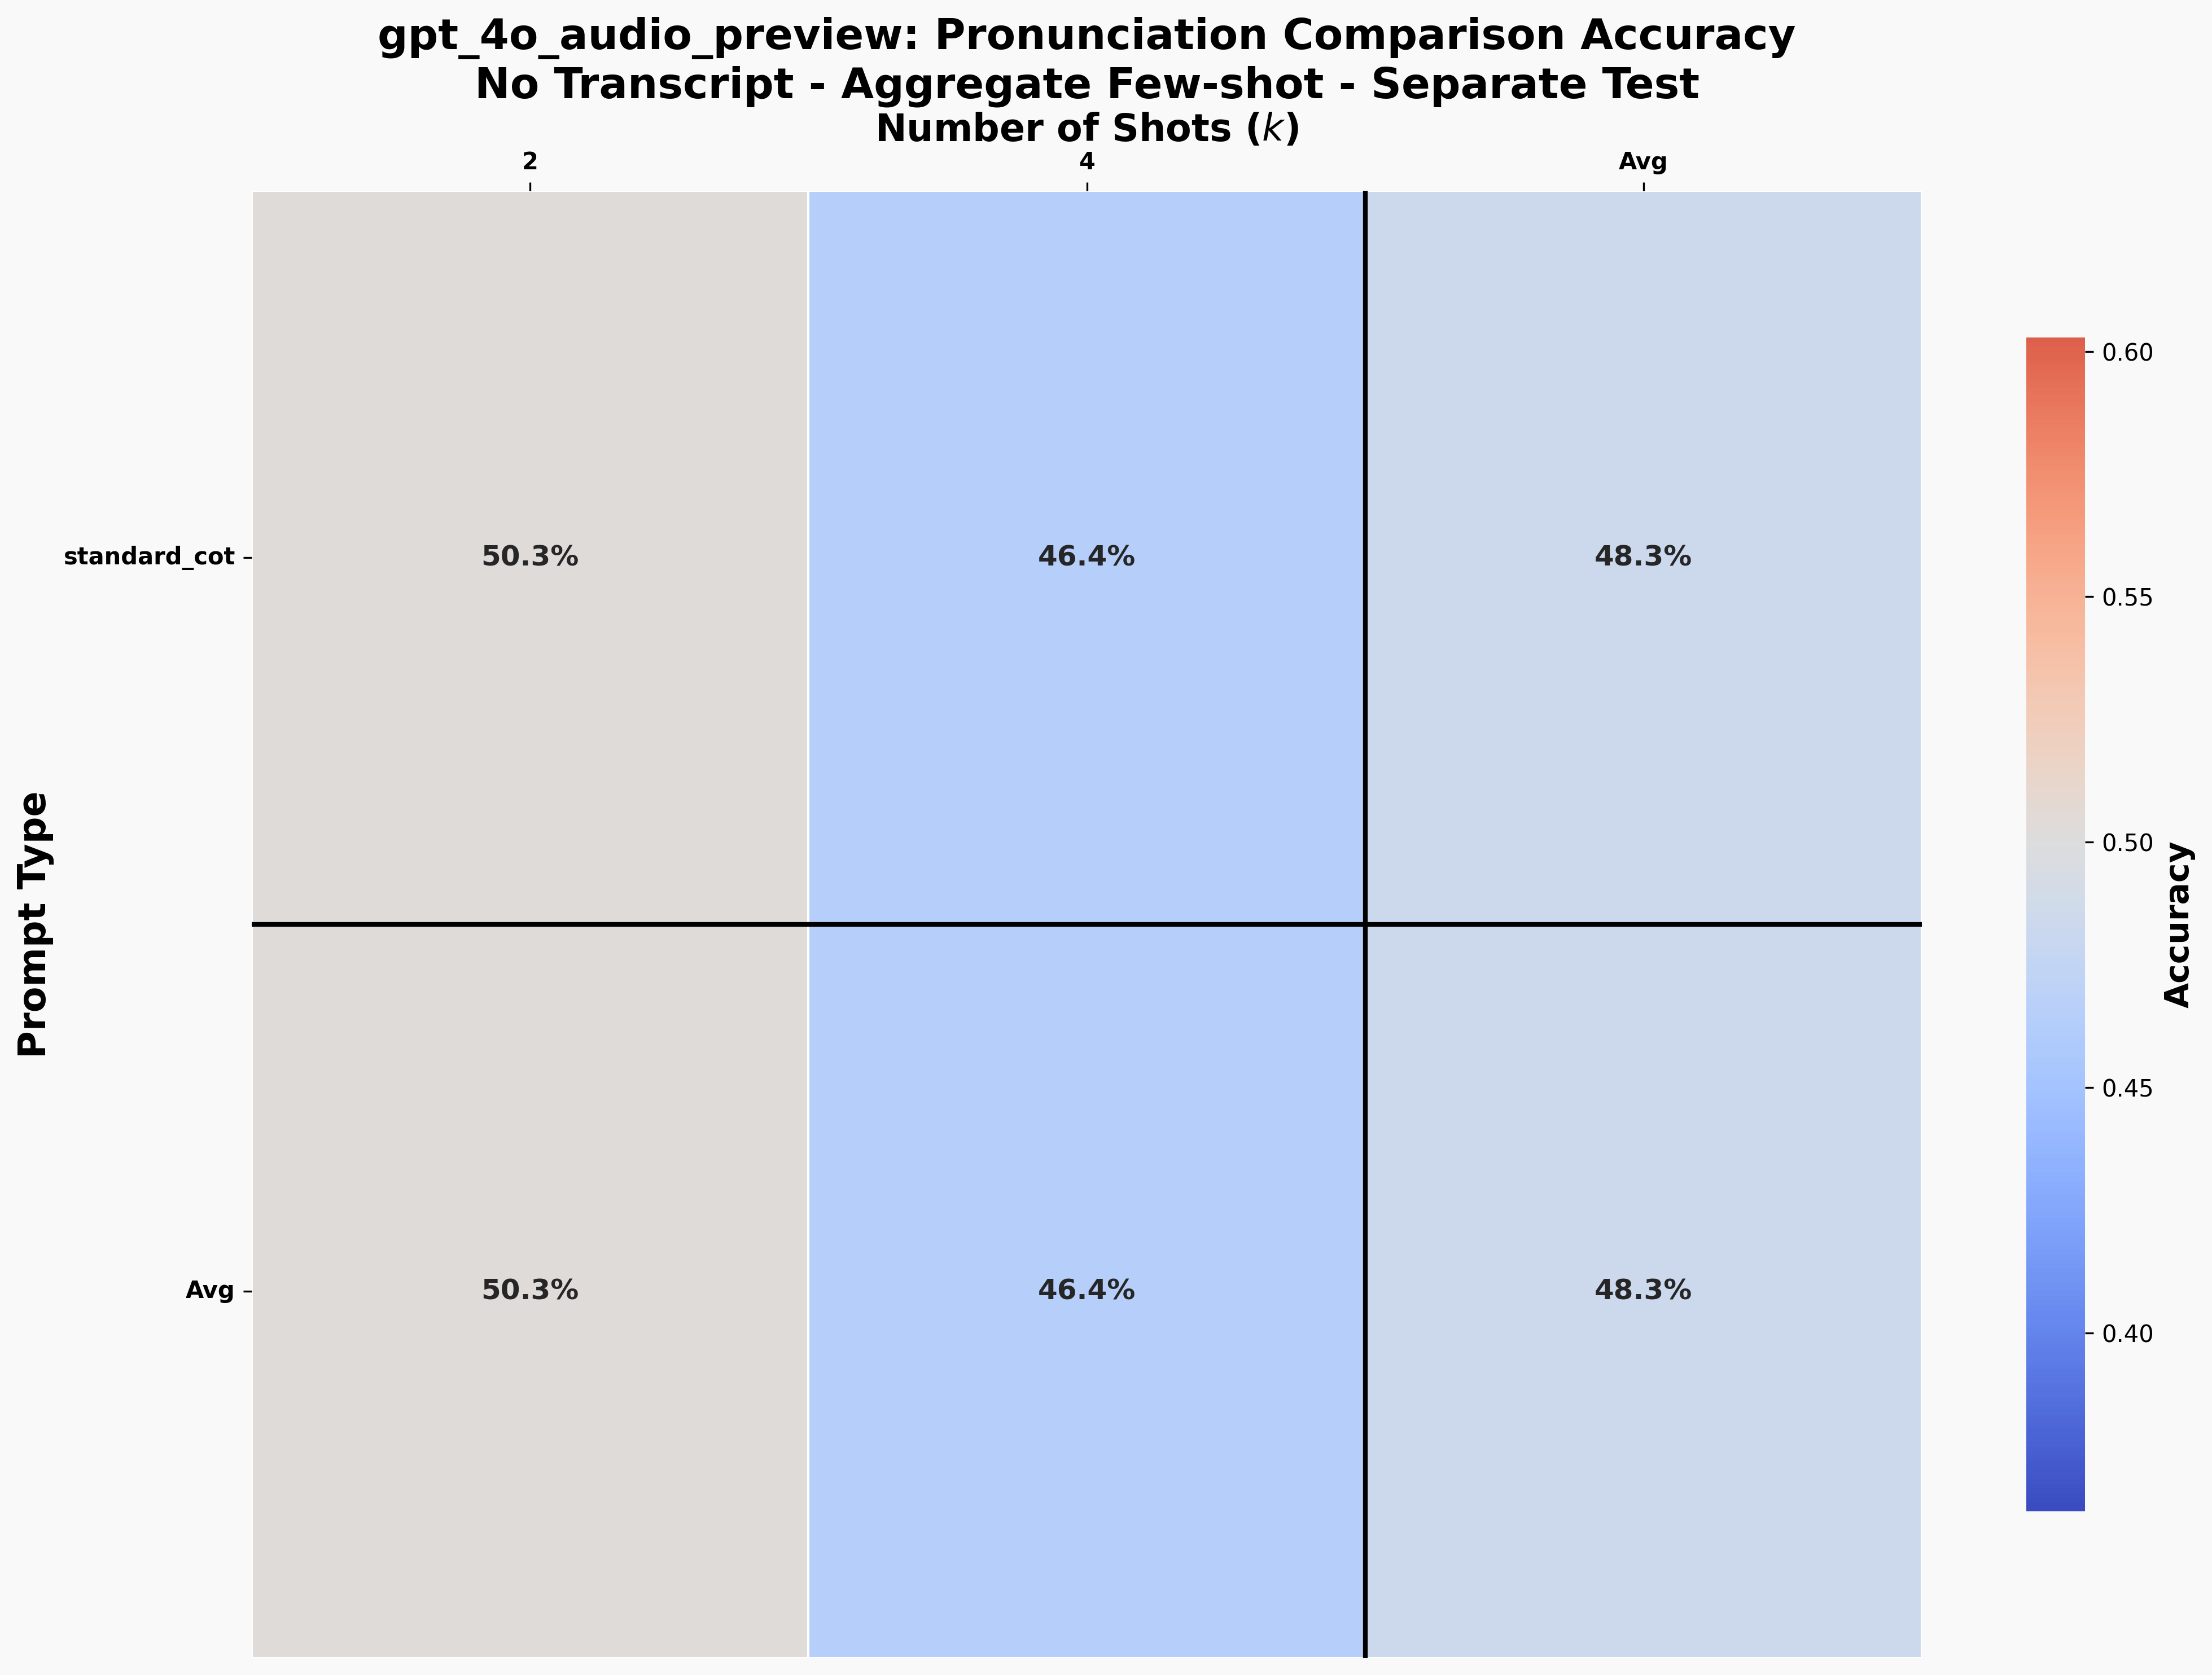 gpt_4o_audio_preview: Pronunciation Comparison Accuracy
No Transcript - Aggregate Few-shot - Separate Test
Number of Shots (k)
2 4 Avg
Prompt Type
standard_cot 50.3% 46.4% 48.3%
Avg 50.3% 46.4% 48.3%
0.60
0.55
0.50
0.45
0.40
Accuracy